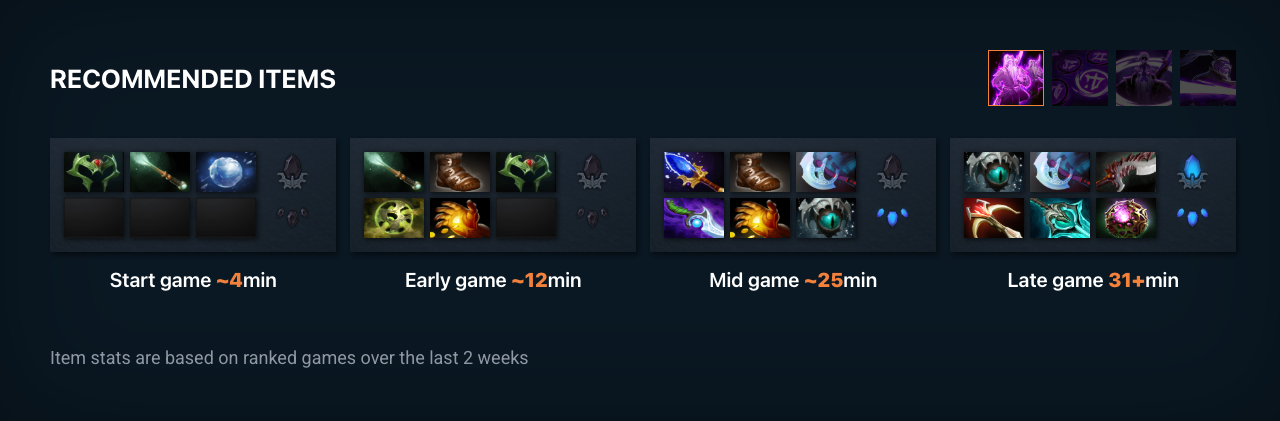 RECOMMENDED ITEMS
Start game ~4min
Early game ~12min
Mid game ~25min
Late game 31+min
Item stats are based on ranked games over the last 2 weeks